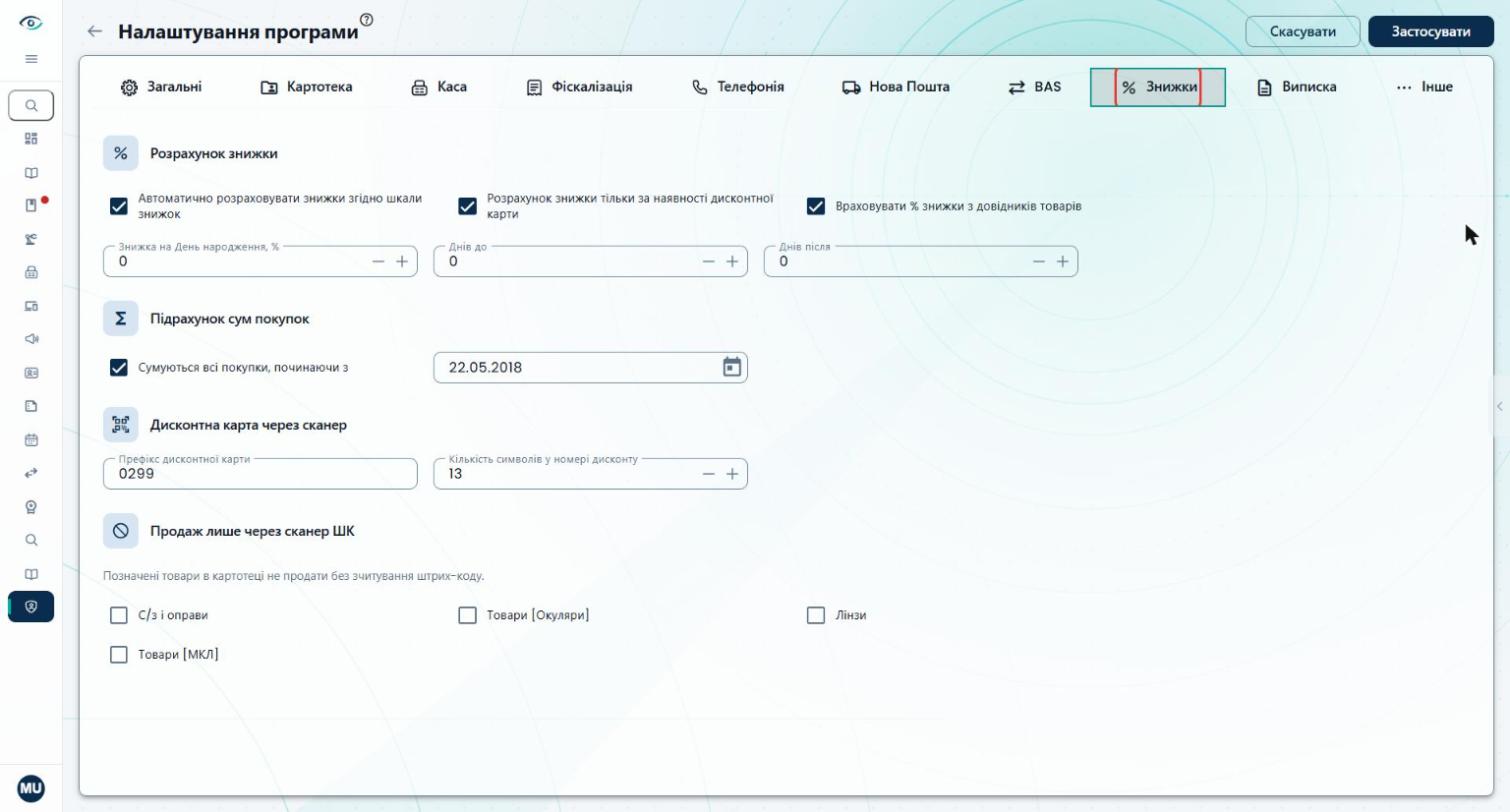 Налаштування програми
Скасувати
Застосувати
Загальні
Картотека
Каса
Фіскалізація
Телефонія
Нова Пошта
BAS
% Знижки
Виписка
Інше
% Розрахунок знижки
Автоматично розраховувати знижки згідно шкали
знижок
Розрахунок знижки тільки за наявності дисконтної
карти
Враховувати % знижки з довідників товарів
Знижка на День народження, %
0
Днів до
0
Днів після
0
Σ Підрахунок сум покупок
Сумуються всі покупки, починаючи з
22.05.2018
Дисконтна карта через сканер
Префікс дисконтної карти
0299
Кількість символів у номері дисконту
13
Продаж лише через сканер ШК
Позначені товари в картотеці не продати без зчитування штрих-коду.
С/з і оправи
Товари [Окуляри]
Лінзи
Товари [МКЛ]
MU